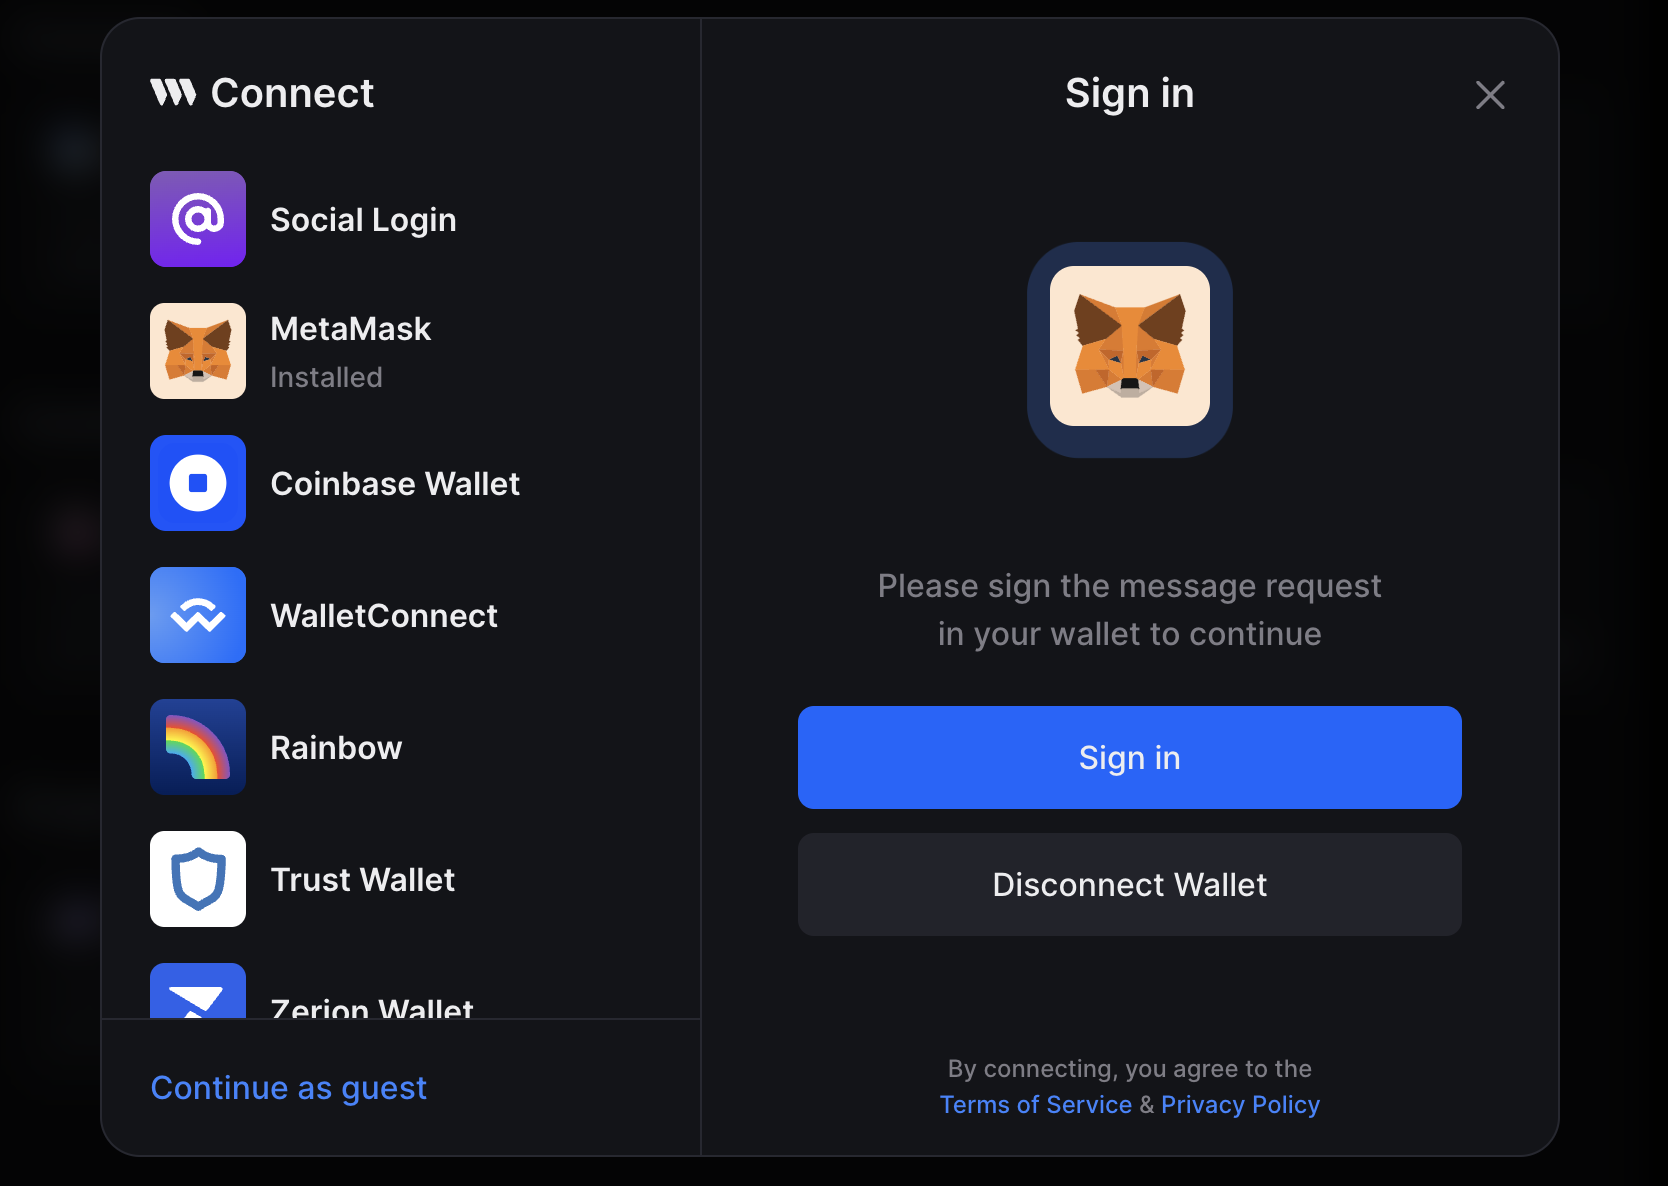 Connect
Social Login
MetaMask
Installed
Coinbase Wallet
WalletConnect
Rainbow
Trust Wallet
Zerion Wallet
Continue as guest
Sign in
Please sign the message request
in your wallet to continue
Sign in
Disconnect Wallet
By connecting, you agree to the
Terms of Service & Privacy Policy